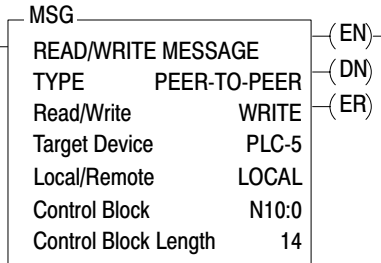 MSG
READ/WRITE MESSAGE
TYPE PEER-TO-PEER
Read/Write WRITE
Target Device PLC-5
Local/Remote LOCAL
Control Block N10:0
Control Block Length 14
(EN)
(DN)
(ER)